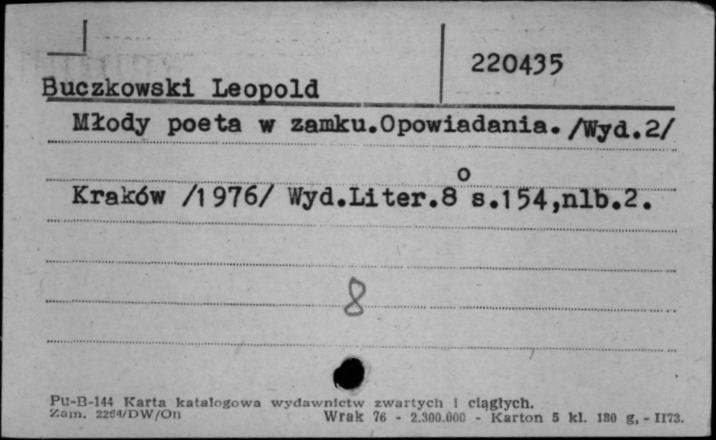 220435
Buczkowski Leopold
Młody poeta w zamku.Opowiadania./Wyd.2/
Kraków /1976/ Wyd.Liter.8° s.154,nlb.2.
8
Pu-B-144 Karta katalogowa wydawnictw zwartych i ciągłych.
Zam. 2264/DW/On Wrak 76 - 2.300.000 - Karton 5 kl. 180 g, - II73.